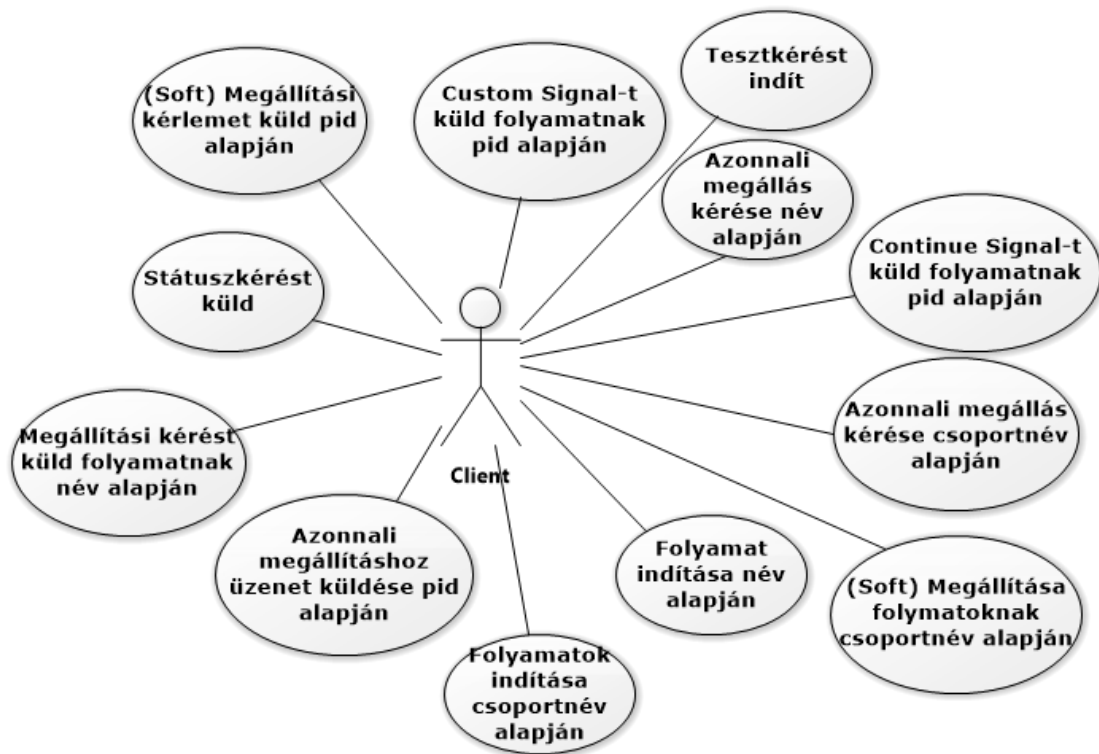 Tesztkérést
indít
(Soft) Megállítási
kérlemet küld pid
alapján
Custom Signal-t
küld folyamatnak
pid alapján
Azonnali
megállás
kérése név
alapján
Continue Signal-t
küld folyamatnak
pid alapján
Státuszkérést
küld
Azonnali megállás
kérése csoportnév
alapján
Megállítási kérést
küld folyamatnak
név alapján
Client
Azonnali
megállításhoz
üzenet küldése pid
alapján
Folyamat
indítása név
alapján
(Soft) Megállítása
folymatoknak
csoportnév alapján
Folyamatok
indítása
csoportnév
alapján